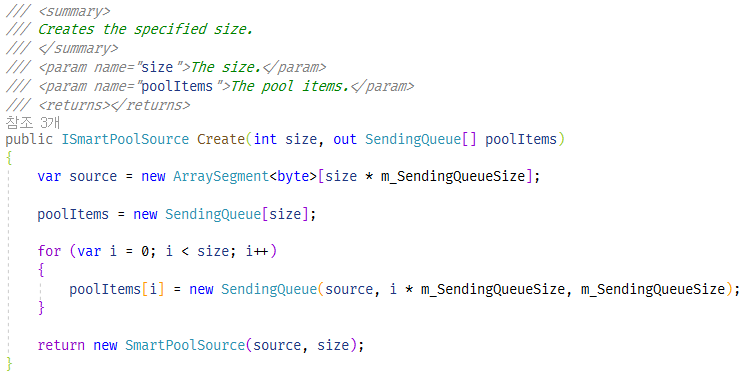 /// <summary>
/// Creates the specified size.
/// </summary>
/// <param name="size">The size.</param>
/// <param name="poolItems">The pool items.</param>
/// <returns></returns>
참조 3개
public ISmartPoolSource Create(int size, out SendingQueue[] poolItems)
{
    var source = new ArraySegment<byte>[size * m_SendingQueueSize];

    poolItems = new SendingQueue[size];

    for (var i = 0; i < size; i++)
    {
        poolItems[i] = new SendingQueue(source, i * m_SendingQueueSize, m_SendingQueueSize);
    }

    return new SmartPoolSource(source, size);
}